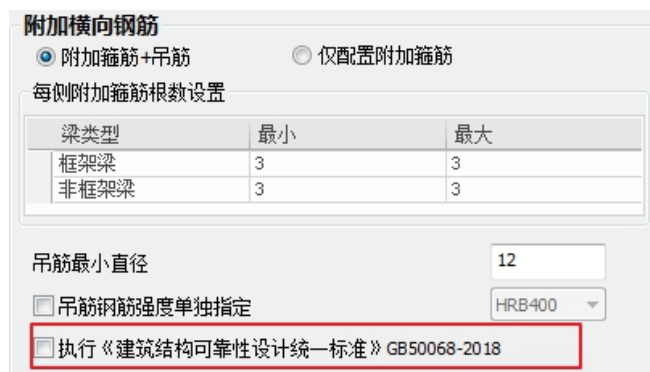 附加横向钢筋
附加箍筋+吊筋 仅配置附加箍筋
每侧附加箍筋根数设置
梁类型 最小 最大
框架梁 3 3
非框架梁 3 3
吊筋最小直径 12
吊筋钢筋强度单独指定 HRB400
执行《建筑结构可靠性设计统一标准》GB50068-2018